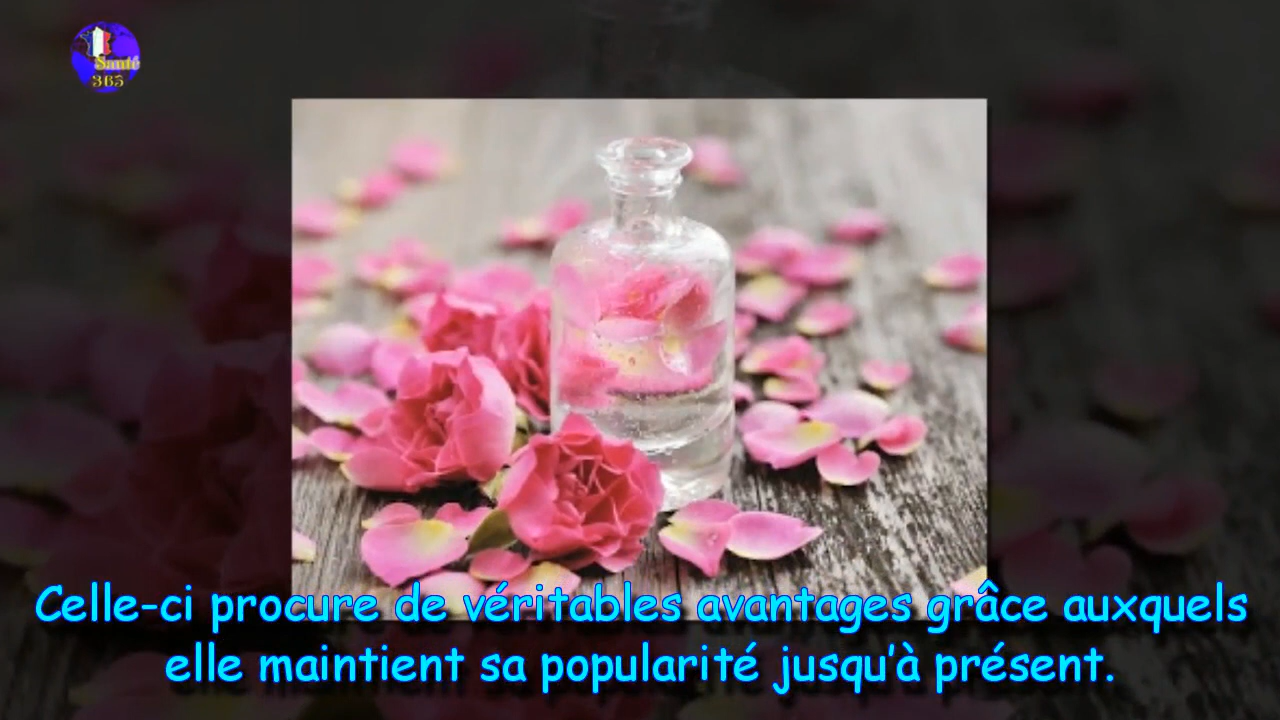 Santé
365
Celle-ci procure de véritables avantages grâce auxquels
elle maintient sa popularité jusqu'à présent.